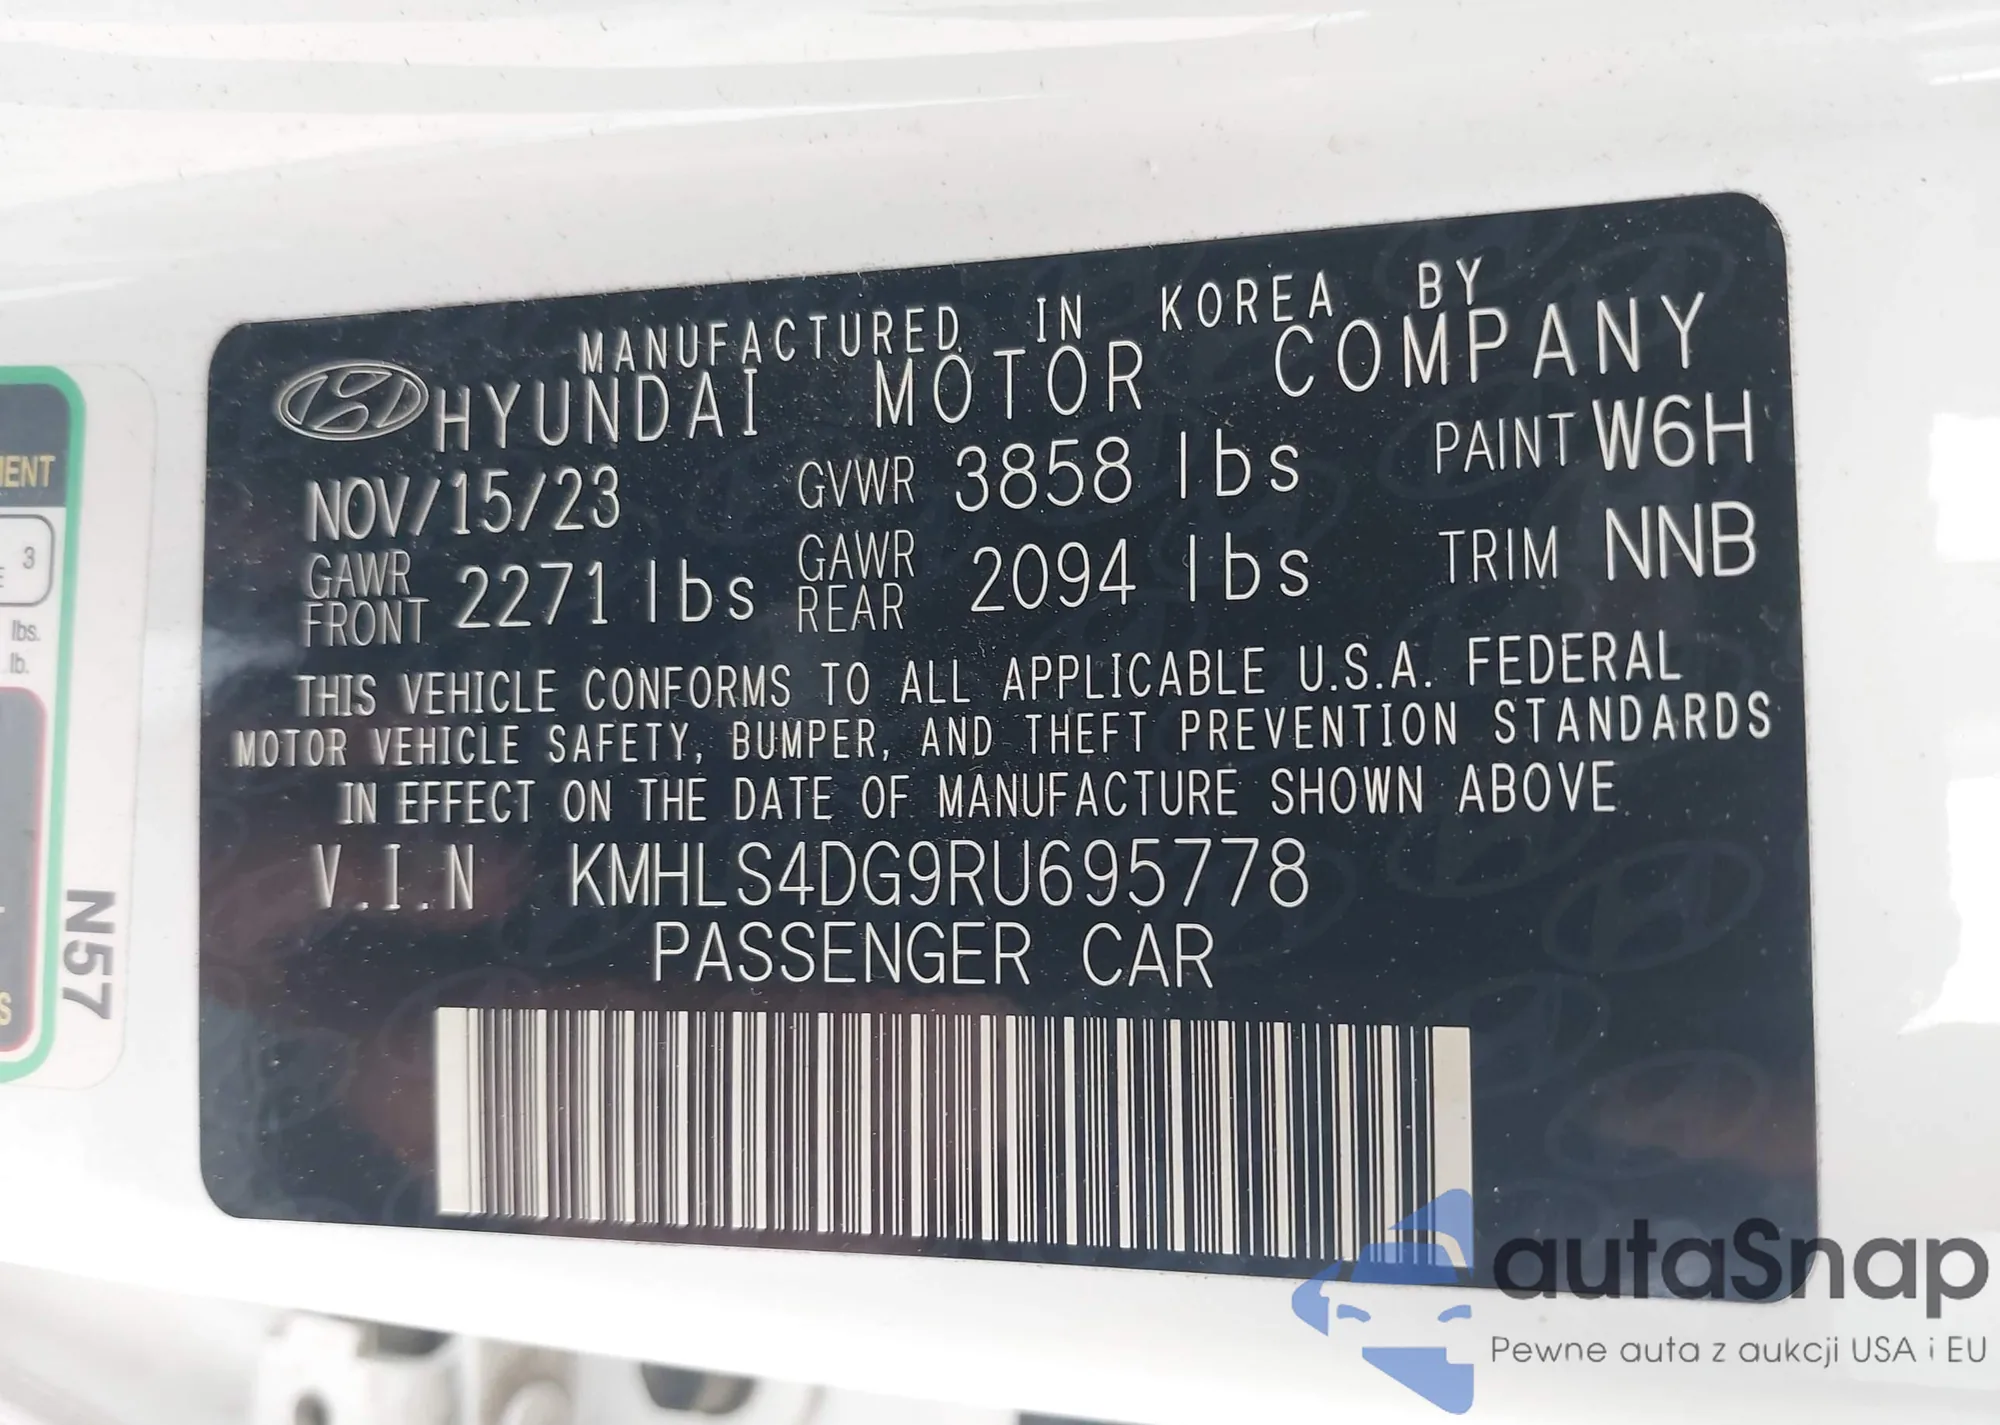 MANUFACTURED IN KOREA BY
HYUNDAI MOTOR COMPANY
NOV/15/23 GVWR 3858 lbs PAINT W6H
GAWR FRONT 2271 lbs GAWR REAR 2094 lbs TRIM NNB
THIS VEHICLE CONFORMS TO ALL APPLICABLE U.S.A. FEDERAL
MOTOR VEHICLE SAFETY, BUMPER, AND THEFT PREVENTION STANDARDS
IN EFFECT ON THE DATE OF MANUFACTURE SHOWN ABOVE
V.I.N KMHLS4DG9RU695778
PASSENGER CAR
3
lbs.
lb.
N57
autaSnap
Pewne auta z aukcji USA i EU